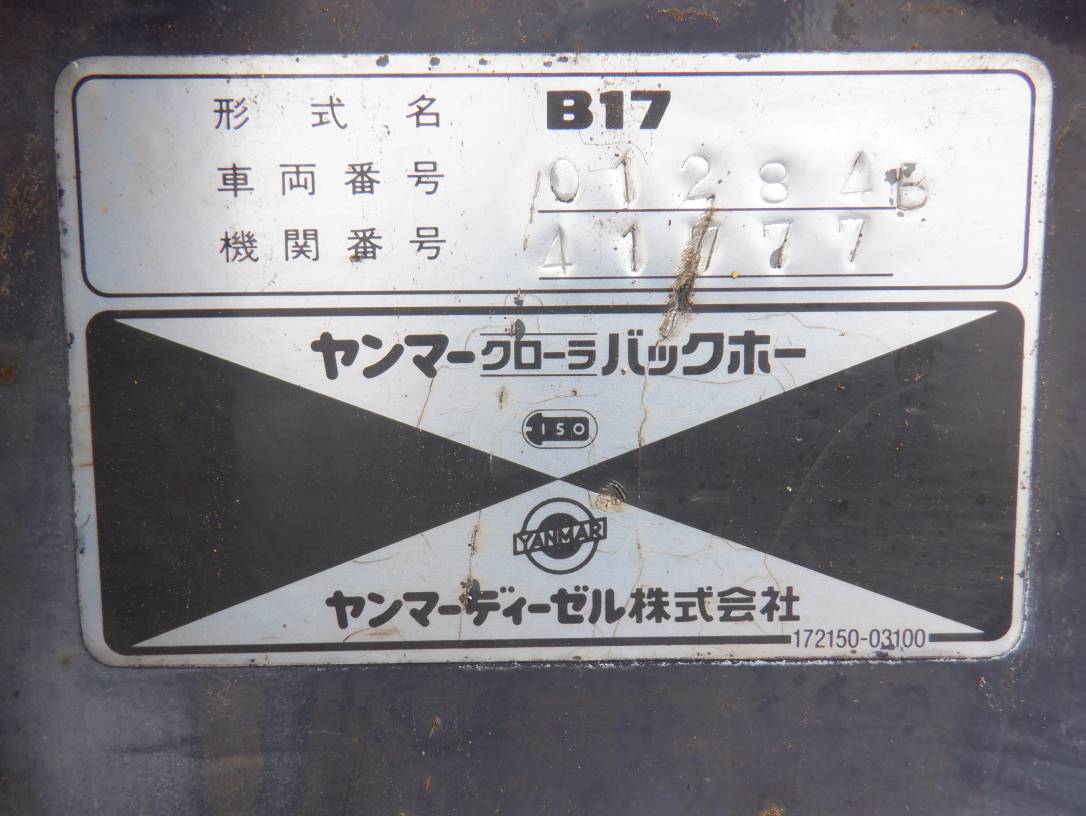 形式名 B17
車両番号 01284B
機関番号 41777
ヤンマークローラバックホー
ISO
YANMAR
ヤンマーディーゼル株式会社
172150-03100